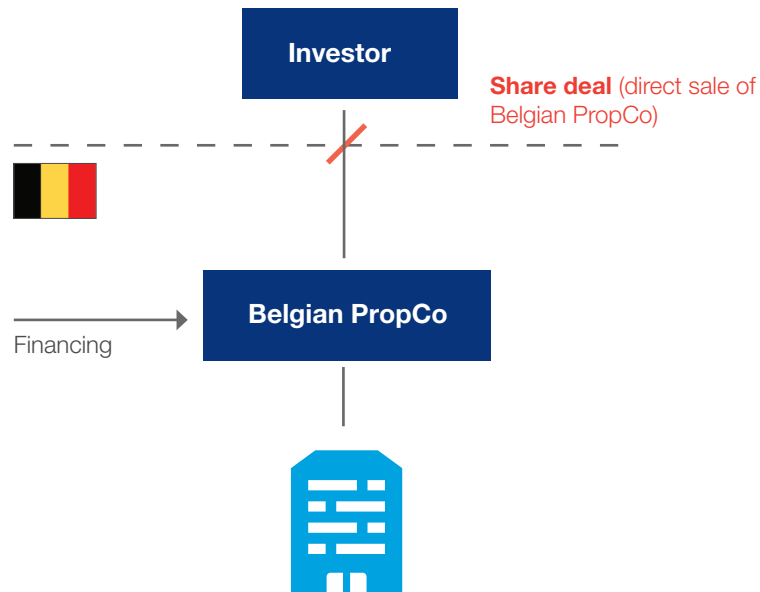 Investor
Share deal (direct sale of
Belgian PropCo)
Belgian PropCo
Financing